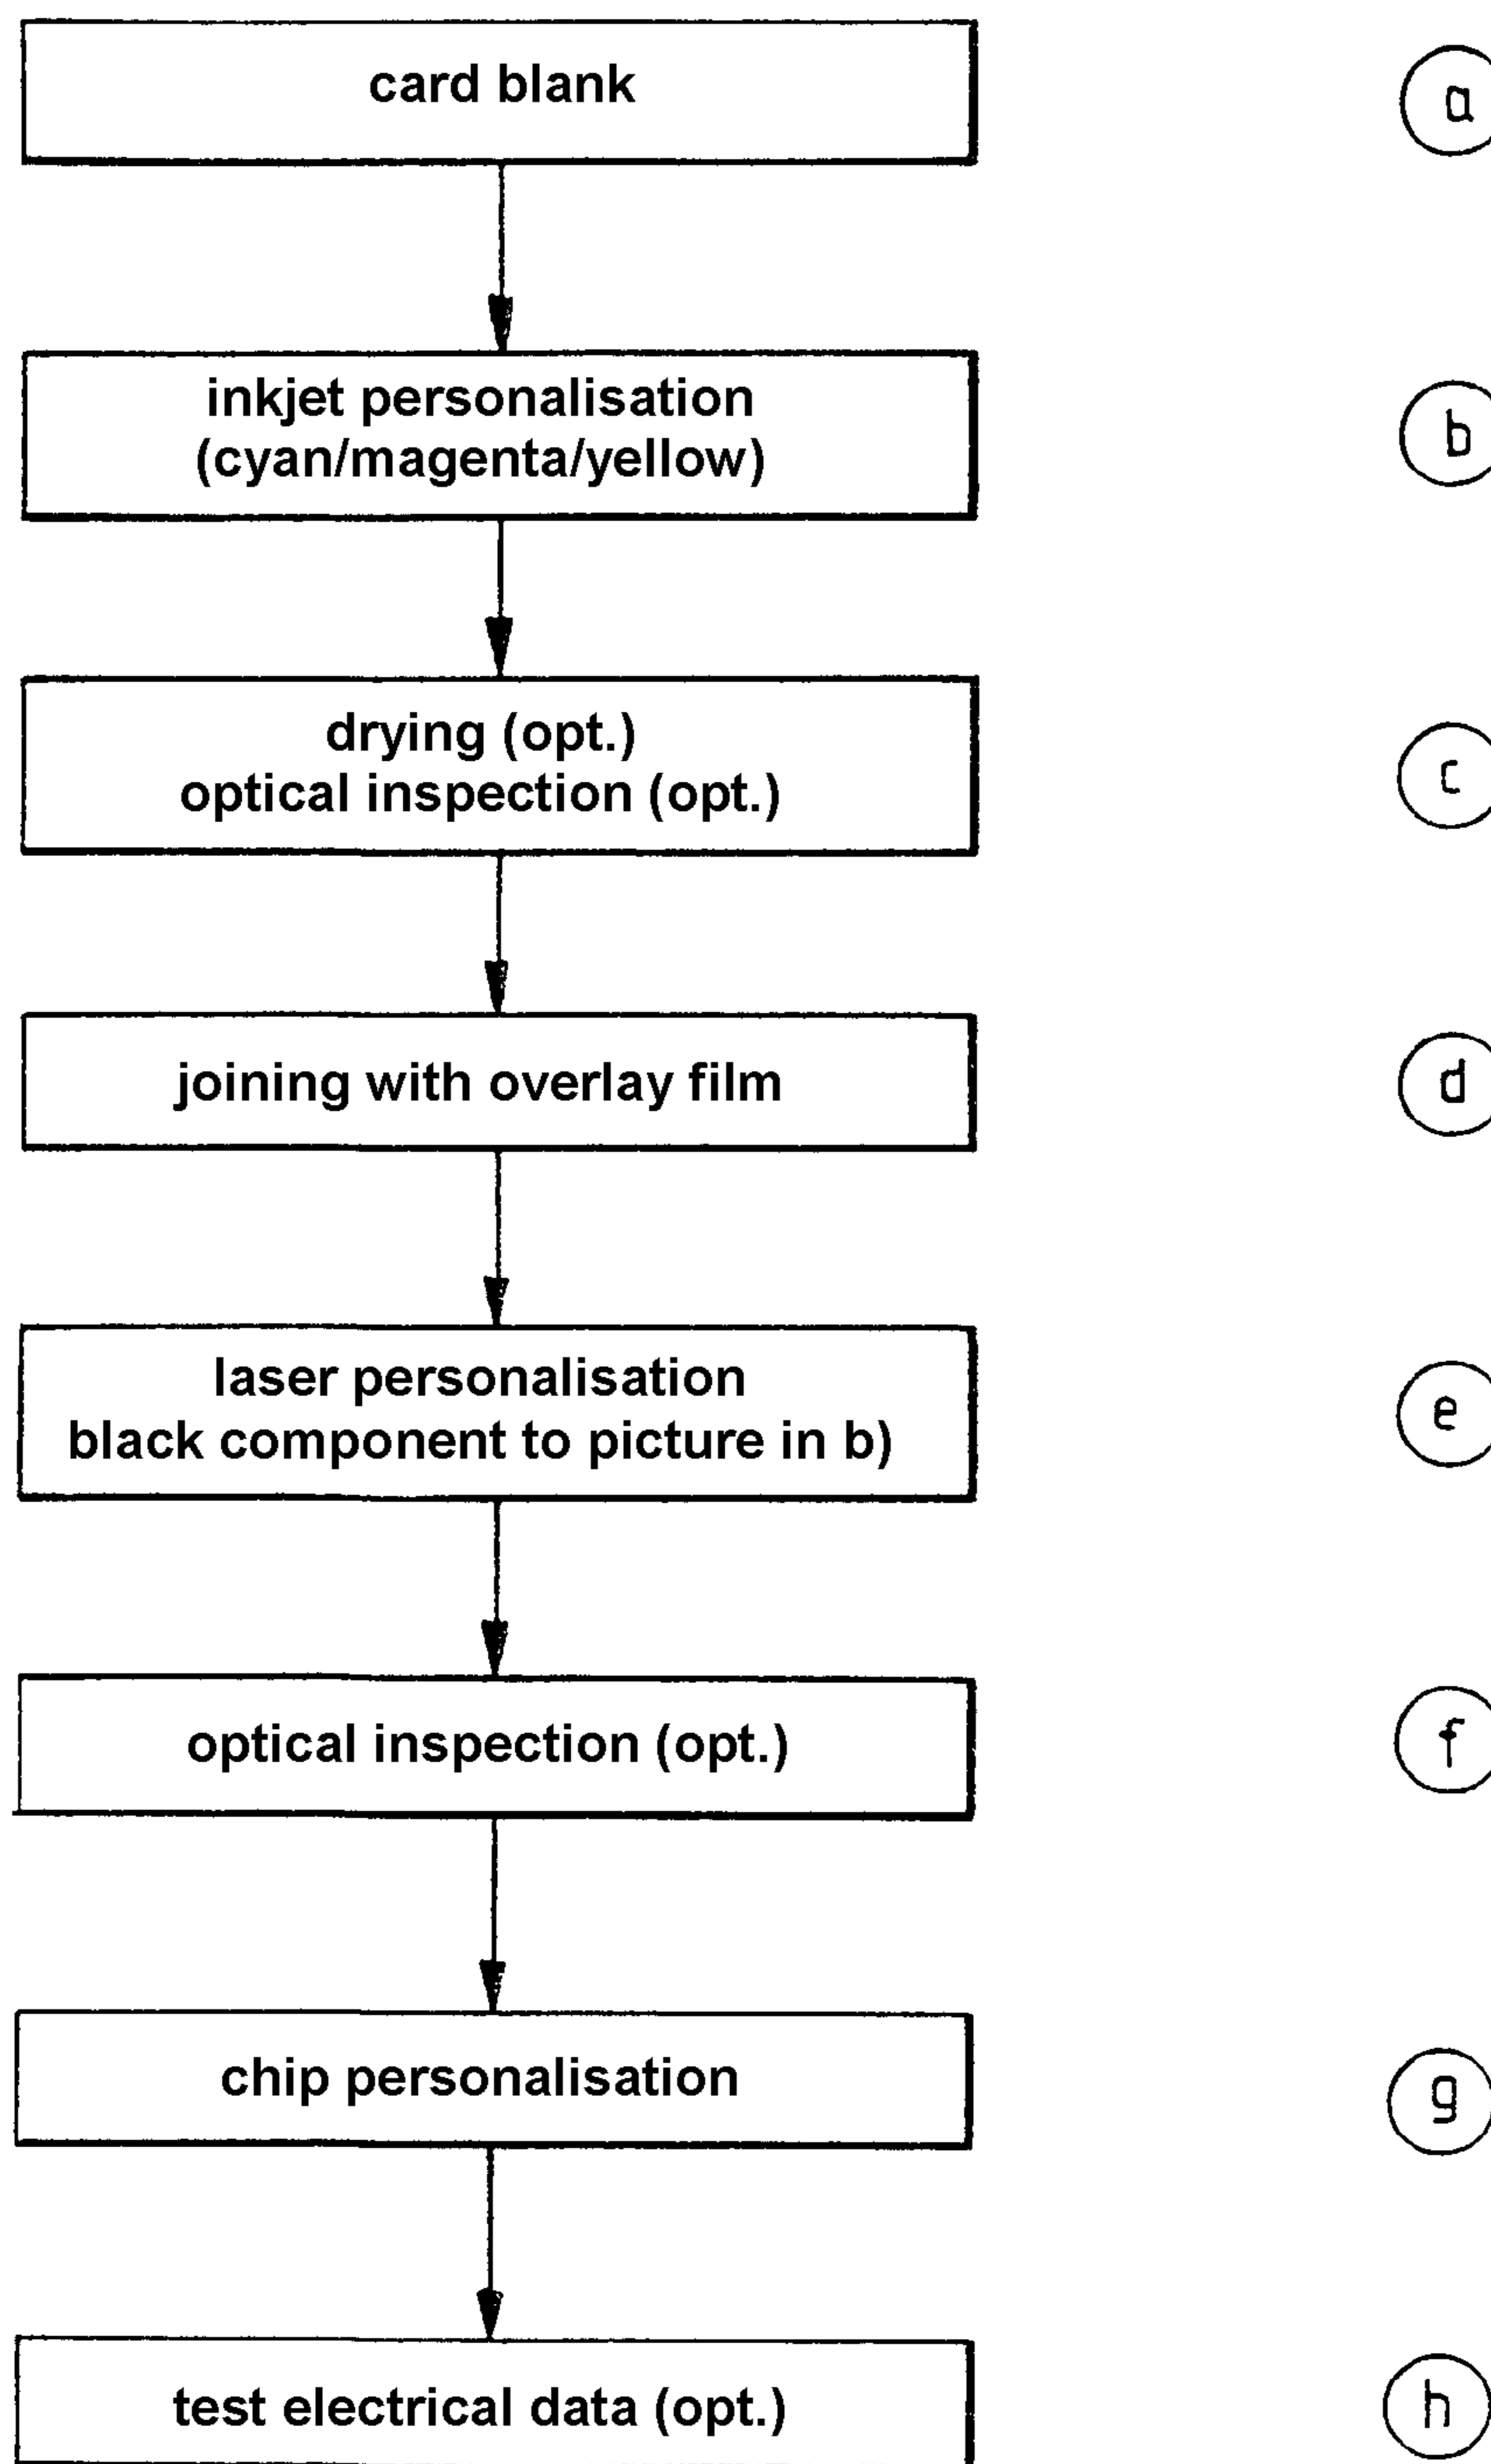 card blank
a
inkjet personalisation
(cyan/magenta/yellow)
b
drying (opt.)
optical inspection (opt.)
c
joining with overlay film
d
laser personalisation
black component to picture in b)
e
optical inspection (opt.)
f
chip personalisation
g
test electrical data (opt.)
h